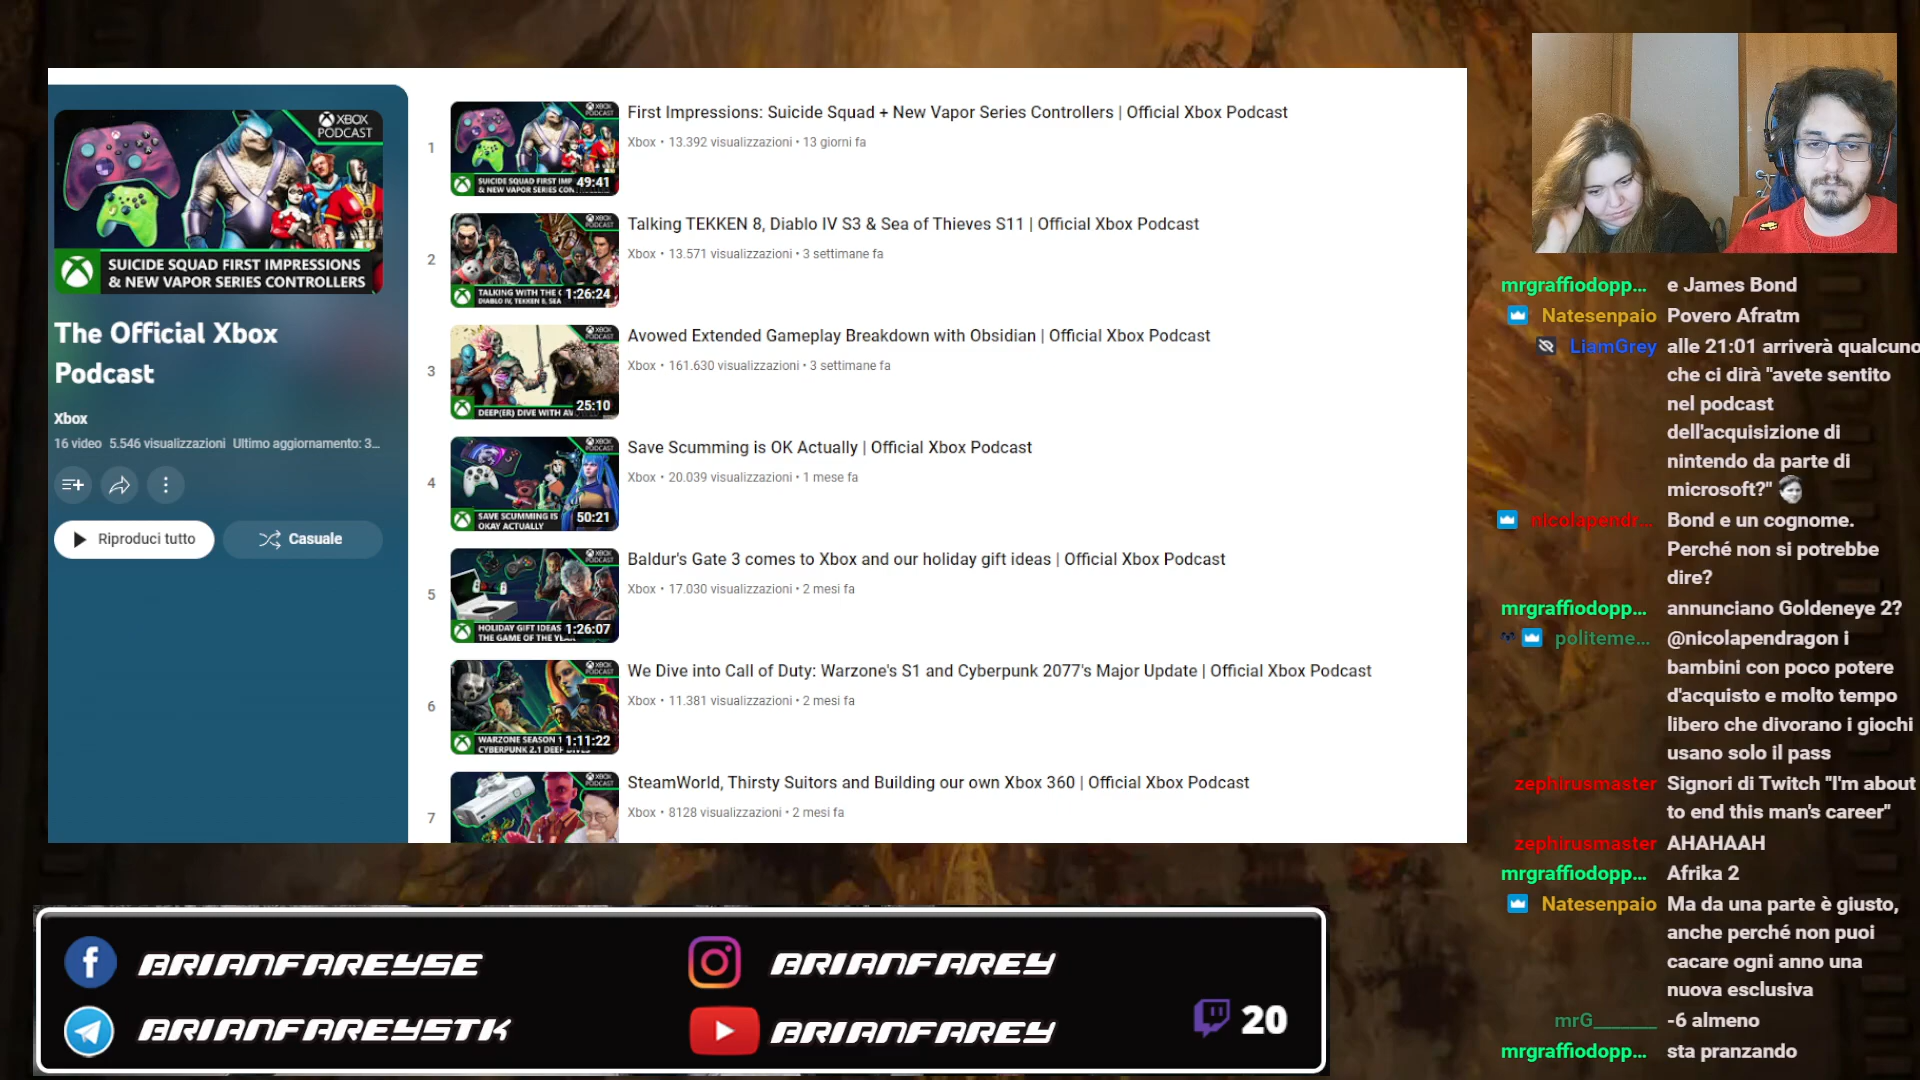 XBOX
PODCAST
SUICIDE SQUAD FIRST IMPRESSIONS
& NEW VAPOR SERIES CONTROLLERS
The Official Xbox
Podcast
Xbox
16 video 5.546 visualizzazioni Ultimo aggiornamento: 3...
Riproduci tutto
Casuale
1
49:41
First Impressions: Suicide Squad + New Vapor Series Controllers | Official Xbox Podcast
Xbox • 13.392 visualizzazioni • 13 giorni fa
2
1:26:24
Talking TEKKEN 8, Diablo IV S3 & Sea of Thieves S11 | Official Xbox Podcast
Xbox • 13.571 visualizzazioni • 3 settimane fa
3
25:10
Avowed Extended Gameplay Breakdown with Obsidian | Official Xbox Podcast
Xbox • 161.630 visualizzazioni • 3 settimane fa
4
SAVE SCUMMING IS
OKAY ACTUALLY
50:21
Save Scumming is OK Actually | Official Xbox Podcast
Xbox • 20.039 visualizzazioni • 1 mese fa
5
HOLIDAY GIFT IDEAS
1:26:07
Baldur's Gate 3 comes to Xbox and our holiday gift ideas | Official Xbox Podcast
Xbox • 17.030 visualizzazioni • 2 mesi fa
6
WARZONE SEASON 1
1:11:22
We Dive into Call of Duty: Warzone's S1 and Cyberpunk 2077's Major Update | Official Xbox Podcast
Xbox • 11.381 visualizzazioni • 2 mesi fa
7
SteamWorld, Thirsty Suitors and Building our own Xbox 360 | Official Xbox Podcast
Xbox • 8128 visualizzazioni • 2 mesi fa
mrgraffiodopp... e James Bond
Natesenpaio Povero Afratm
LiamGrey alle 21:01 arriverà qualcuno
che ci dirà "avete sentito
nel podcast
dell'acquisizione di
nintendo da parte di
microsoft?"
nicolapendr... Bond e un cognome.
Perché non si potrebbe
dire?
mrgraffiodopp... annunciano Goldeneye 2?
politeme... @nicolapendragon i
bambini con poco potere
d'acquisto e molto tempo
libero che divorano i giochi
usano solo il pass
zephirusmaster Signori di Twitch "I'm about
to end this man's career"
zephirusmaster AHAHAAH
mrgraffiodopp... Afrika 2
Natesenpaio Ma da una parte è giusto,
anche perché non puoi
cacare ogni anno una
nuova esclusiva
mrG_______ -6 almeno
mrgraffiodopp... sta pranzando
BRIANFAREYSE
BRIANFAREY
BRIANFAREYSTK
BRIANFAREY
20